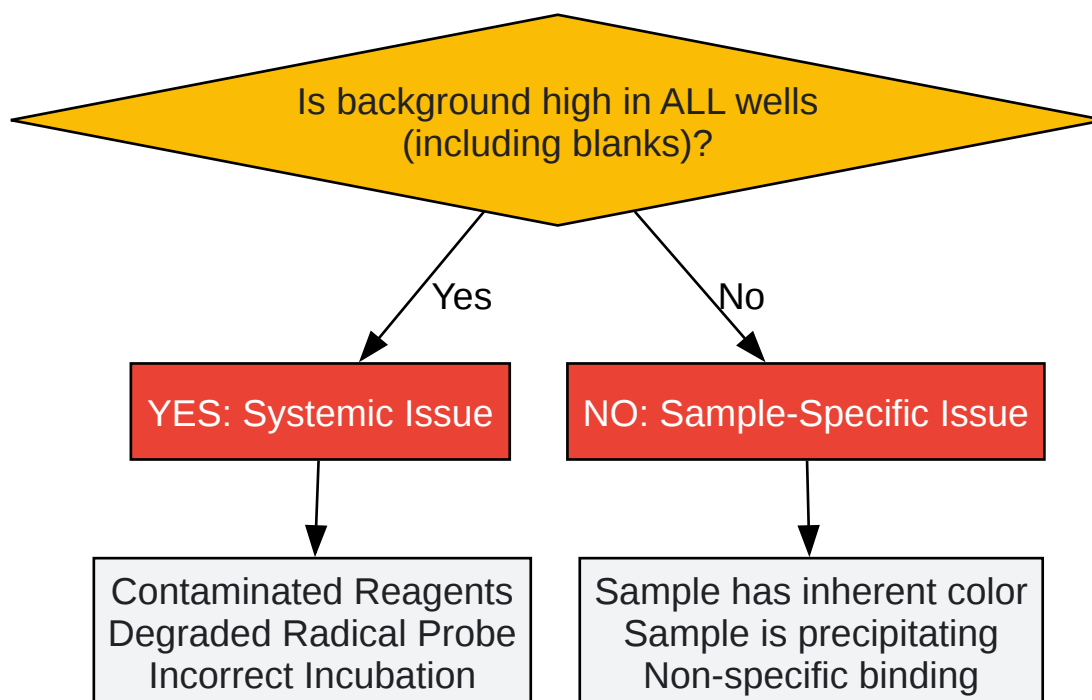 Is background high in ALL wells
(including blanks)?
Yes
No
YES: Systemic Issue
NO: Sample-Specific Issue
Contaminated Reagents
Degraded Radical Probe
Incorrect Incubation
Sample has inherent color
Sample is precipitating
Non-specific binding